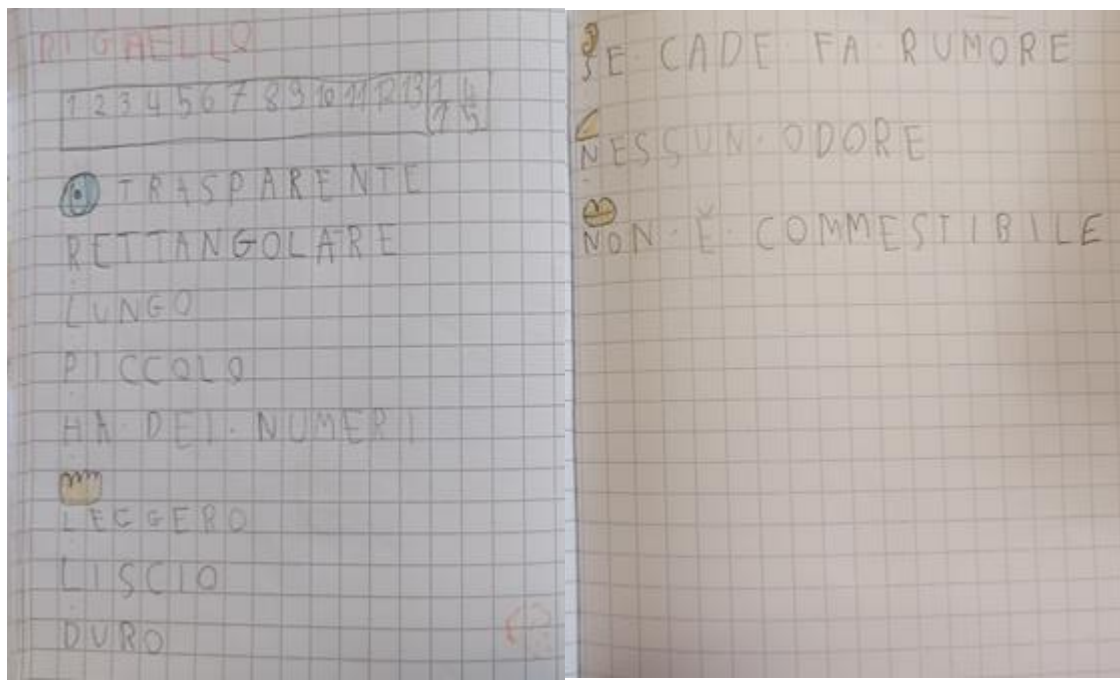 RIGHELLO
1 2 3 4 5 6 7 8 9 10 11 12 13 14
15
TRASPARENTE
RETTANGOLARE
LUNGO
PICCOLO
HA DEI NUMERI
LEGGERO
LISCIO
DURO
SE CADE FA RUMORE
NESSUN ODORE
NON È COMMESTIBILE